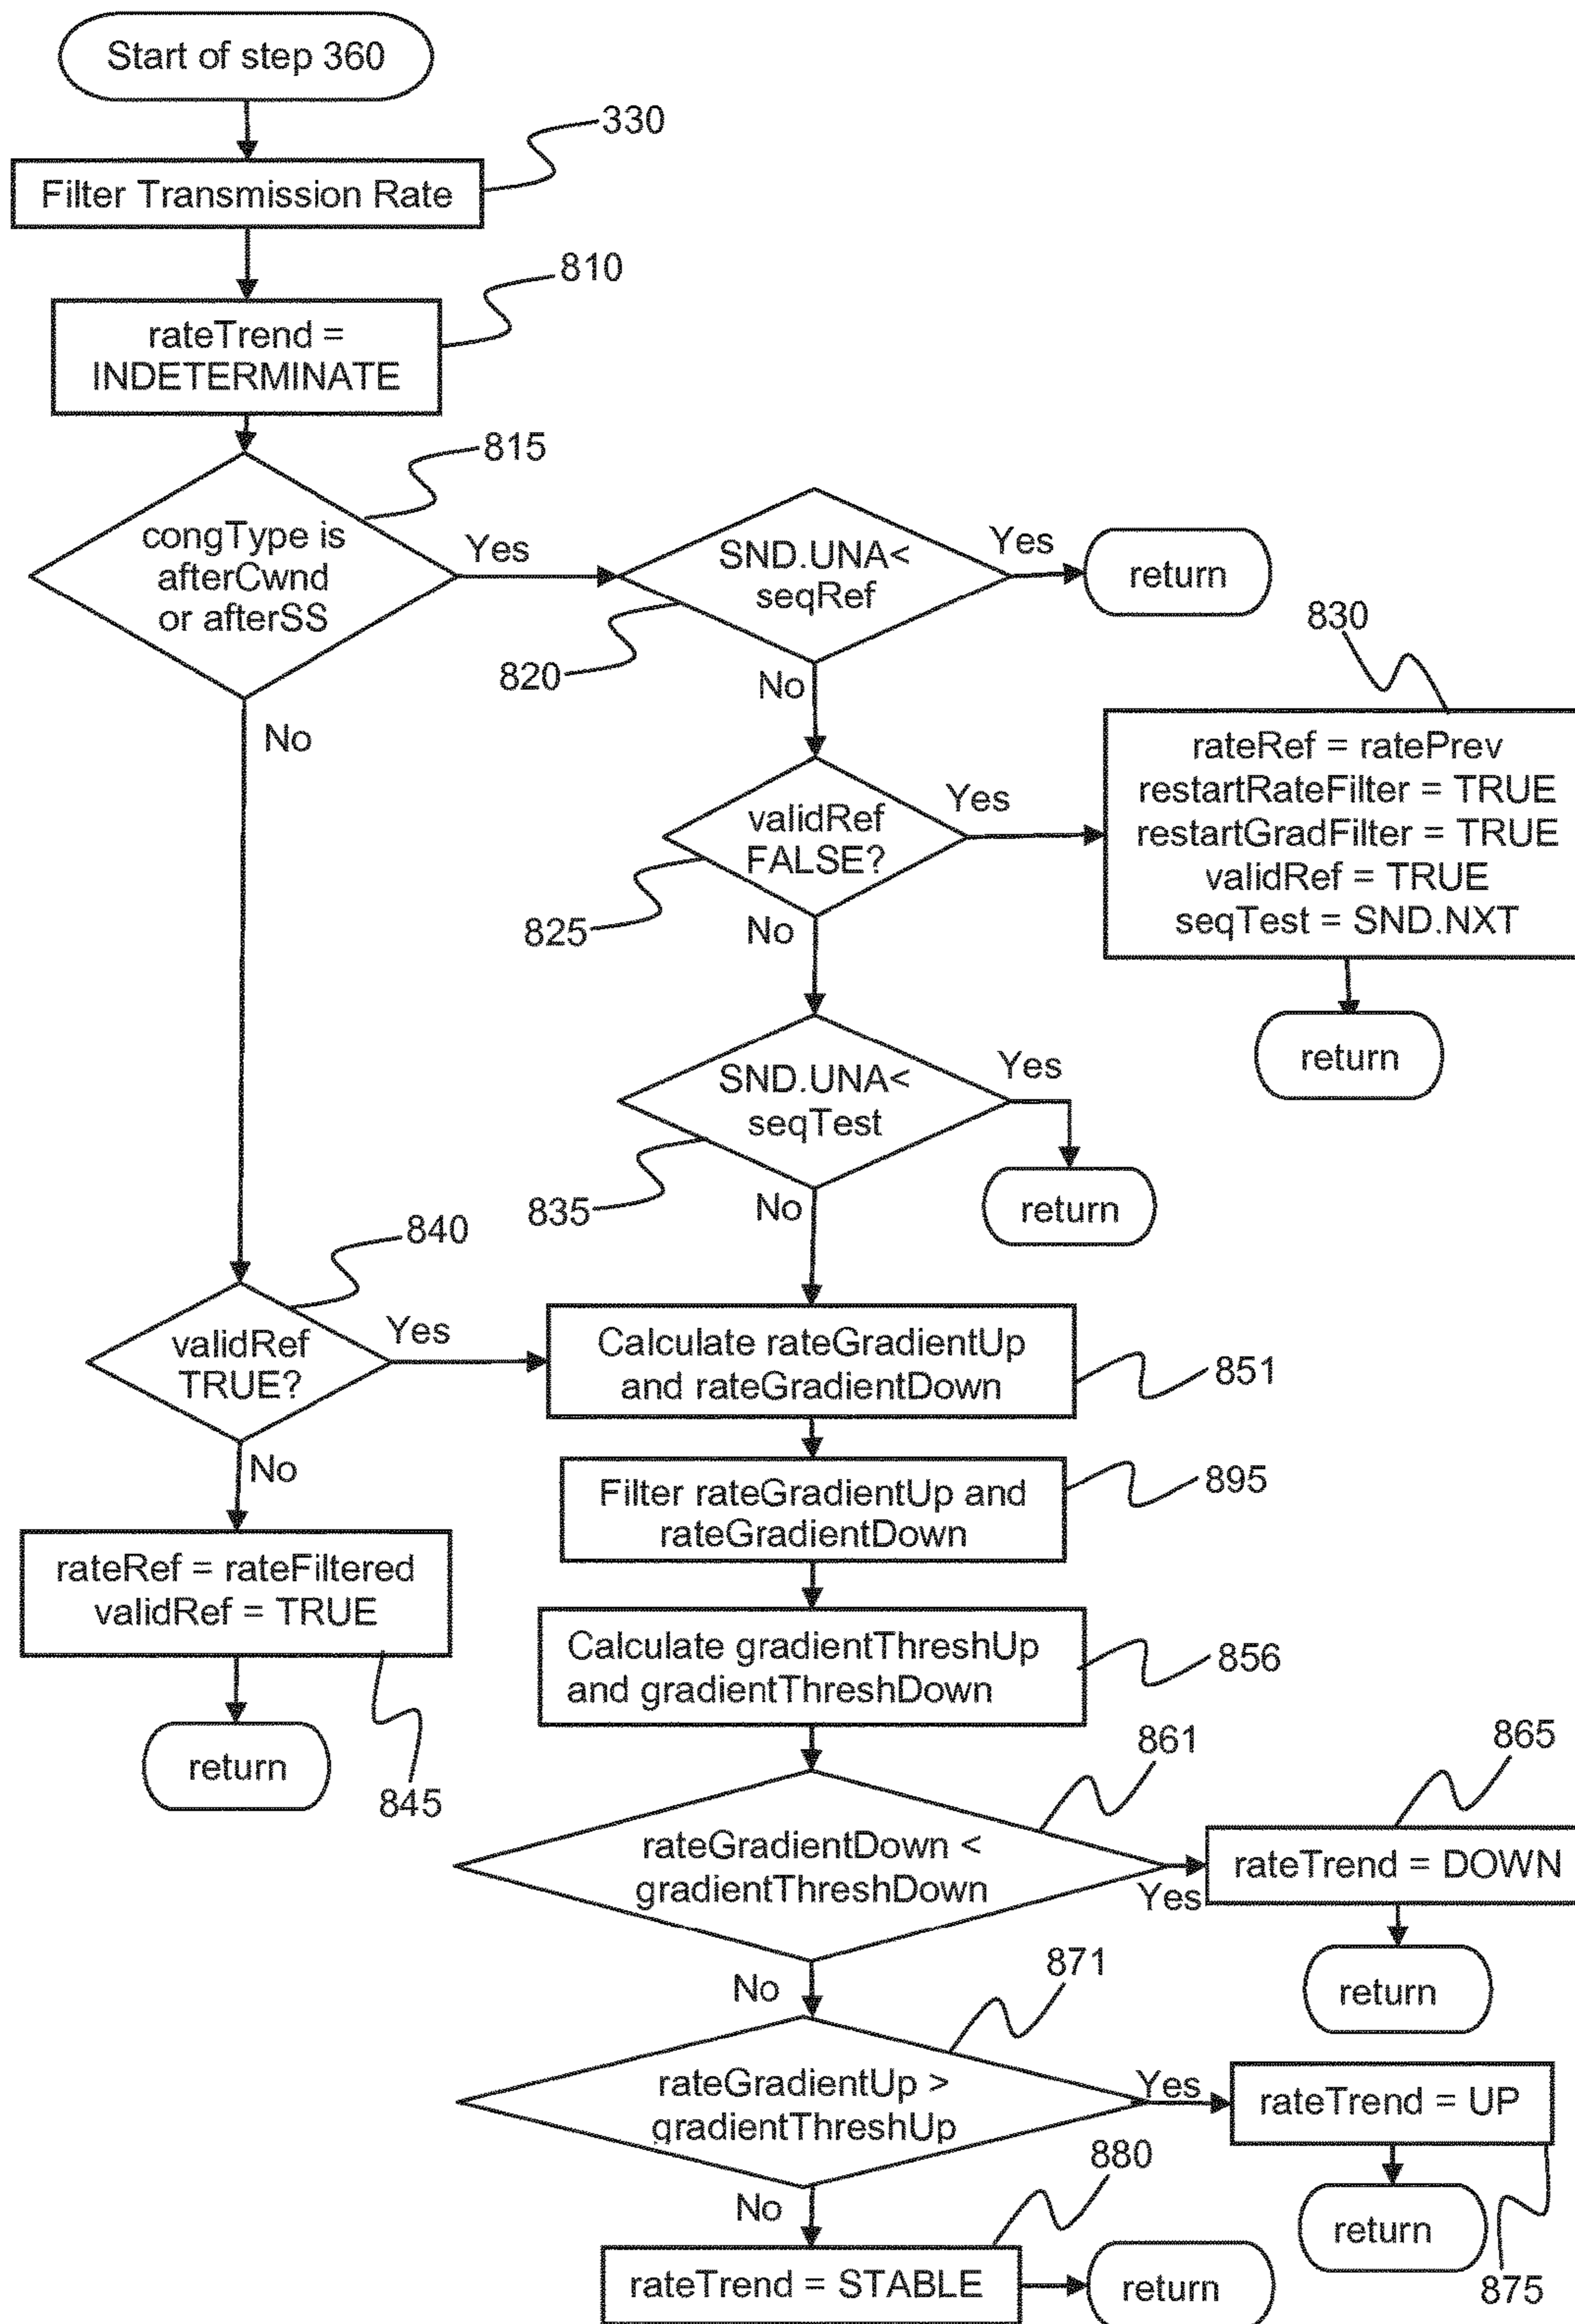 Start of step 360
330
Filter Transmission Rate
810
rateTrend =
INDETERMINATE
815
congType is
afterCwnd
or afterSS
Yes
SND.UNA<
seqRef
Yes
return
820
No
830
No
rateRef = ratePrev
restartRateFilter = TRUE
restartGradFilter = TRUE
validRef = TRUE
seqTest = SND.NXT
validRef
FALSE?
Yes
825
No
return
SND.UNA<
seqTest
Yes
835
No
return
840
validRef
TRUE?
Yes
Calculate rateGradientUp
and rateGradientDown
851
No
Filter rateGradientUp and
rateGradientDown
895
rateRef = rateFiltered
validRef = TRUE
Calculate gradientThreshUp
and gradientThreshDown
856
return
845
861
865
rateGradientDown <
gradientThreshDown
Yes
rateTrend = DOWN
No
871
return
rateGradientUp >
gradientThreshUp
Yes
rateTrend = UP
880
No
return
875
rateTrend = STABLE
return